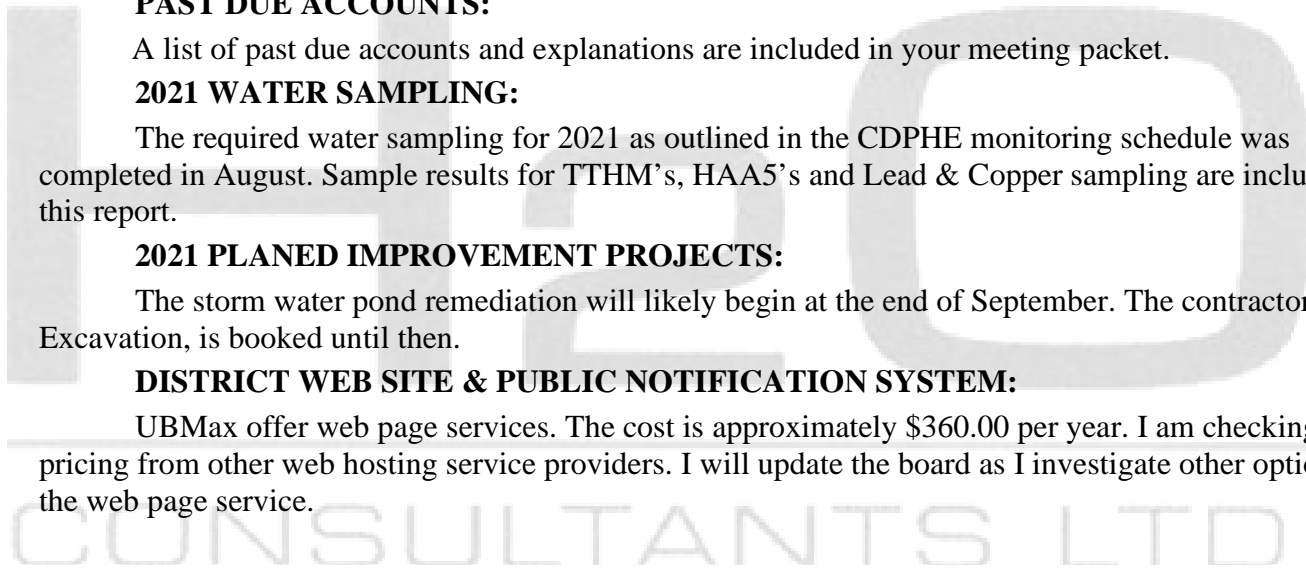 PAST DUE ACCOUNTS:
A list of past due accounts and explanations are included in your meeting packet.
2021 WATER SAMPLING:
The required water sampling for 2021 as outlined in the CDPHE monitoring schedule was
completed in August. Sample results for TTHM's, HAA5's and Lead & Copper sampling are inclu
this report.
2021 PLANED IMPROVEMENT PROJECTS:
The storm water pond remediation will likely begin at the end of September. The contractor
Excavation, is booked until then.
DISTRICT WEB SITE & PUBLIC NOTIFICATION SYSTEM:
UBMax offer web page services. The cost is approximately $360.00 per year. I am checking
pricing from other web hosting service providers. I will update the board as I investigate other optic
the web page service.
H2O
CONSULTANTS LTD